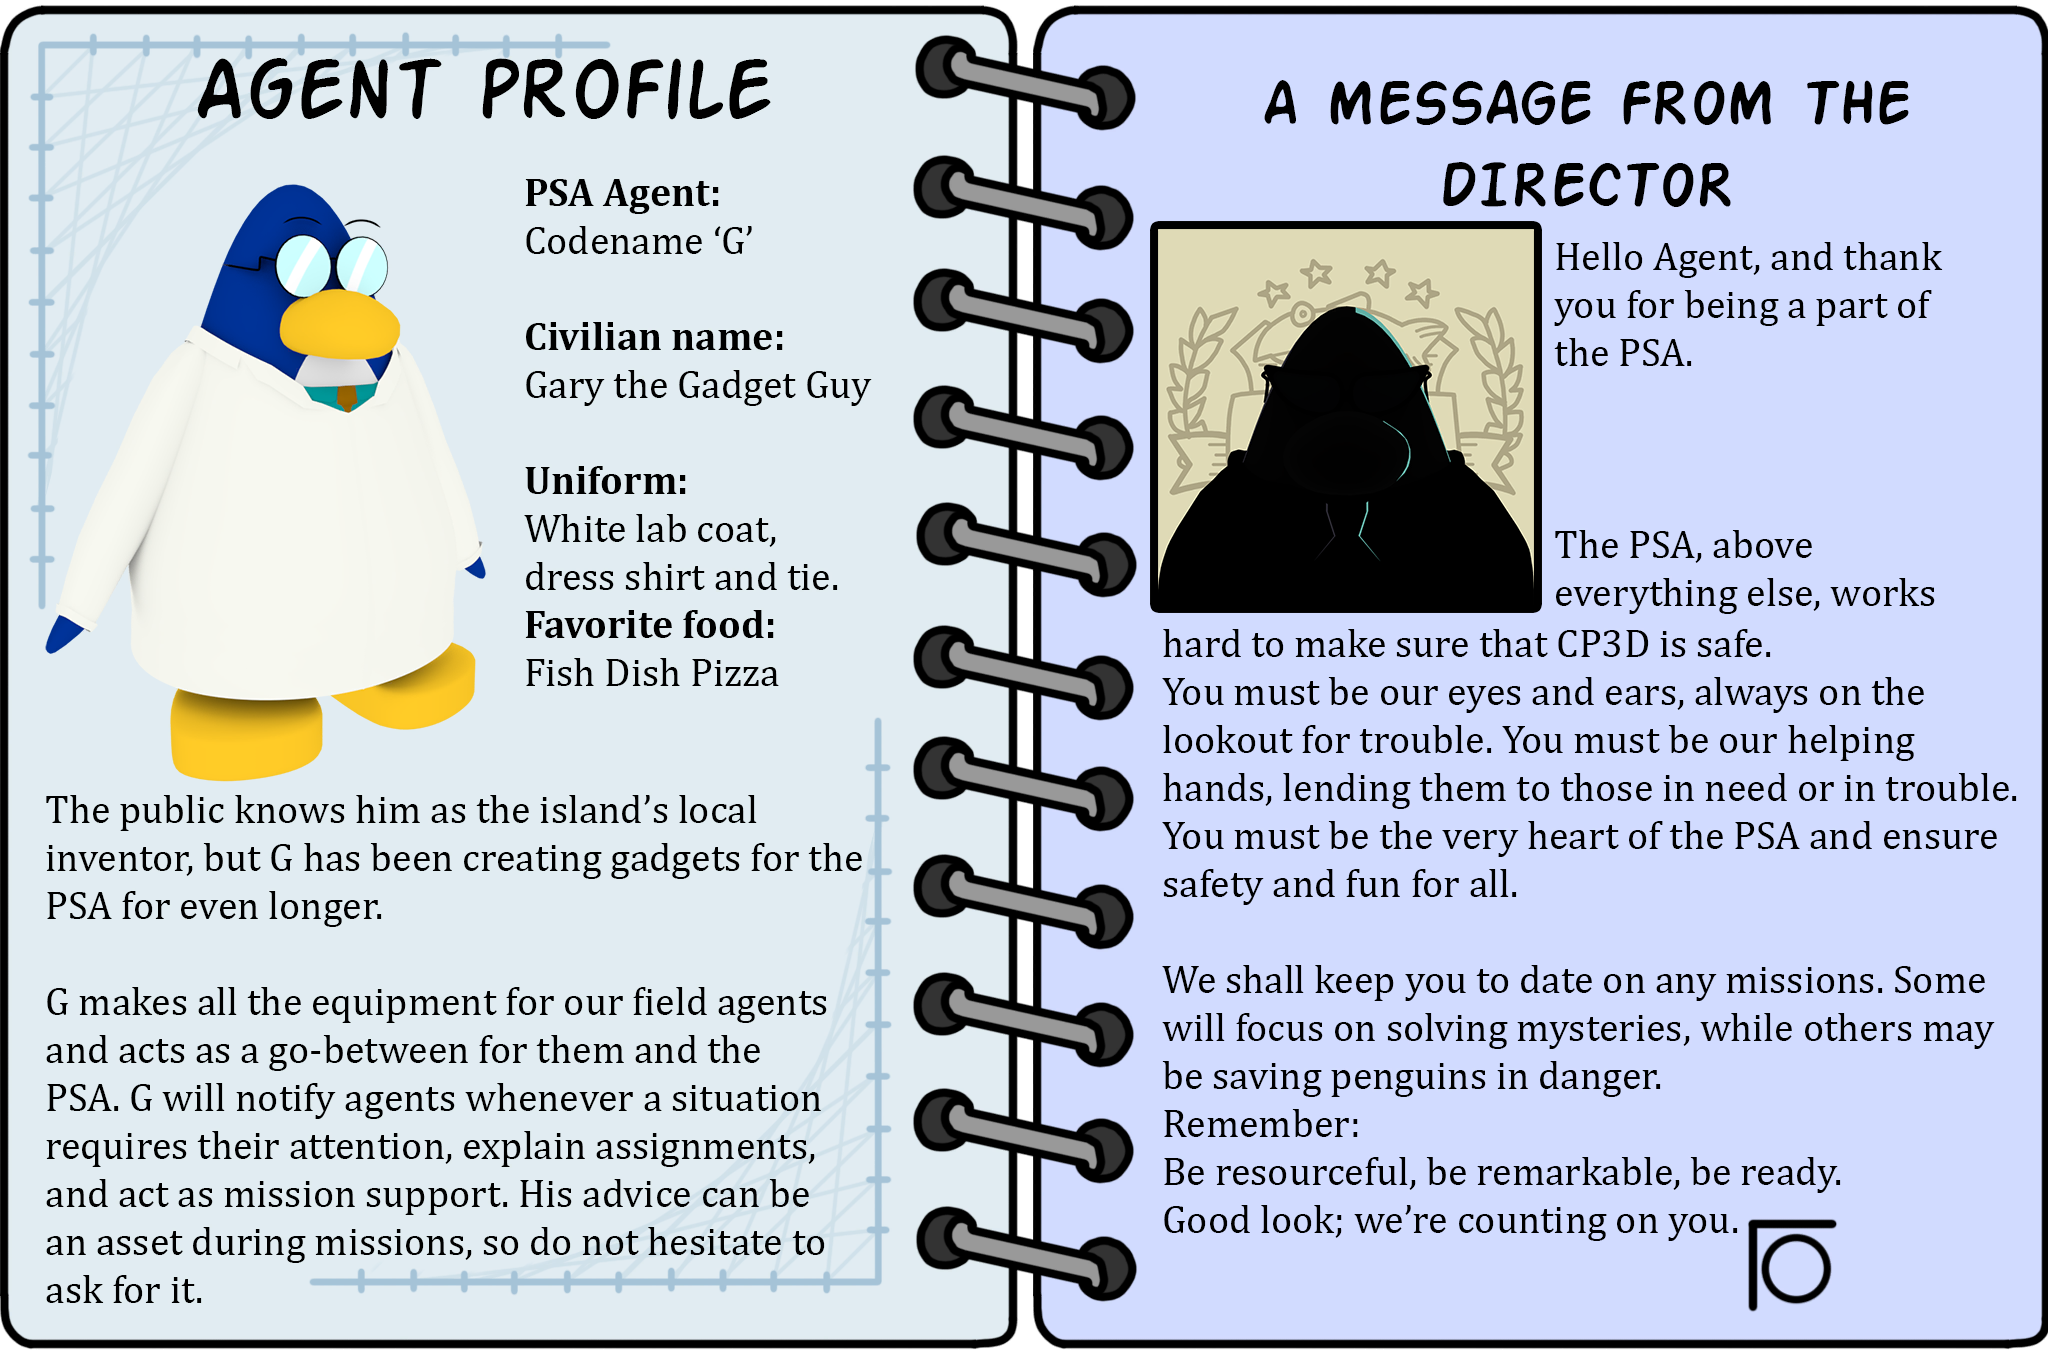 AGENT PROFILE
PSA Agent:
Codename ‘G’
Civilian name:
Gary the Gadget Guy
Uniform:
White lab coat,
dress shirt and tie.
Favorite food:
Fish Dish Pizza
The public knows him as the island’s local
inventor, but G has been creating gadgets for the
PSA for even longer.
G makes all the equipment for our field agents
and acts as a go-between for them and the
PSA. G will notify agents whenever a situation
requires their attention, explain assignments,
and act as mission support. His advice can be
an asset during missions, so do not hesitate to
ask for it.
A MESSAGE FROM THE
DIRECTOR
Hello Agent, and thank
you for being a part of
the PSA.
The PSA, above
everything else, works
hard to make sure that CP3D is safe.
You must be our eyes and ears, always on the
lookout for trouble. You must be our helping
hands, lending them to those in need or in trouble.
You must be the very heart of the PSA and ensure
safety and fun for all.
We shall keep you to date on any missions. Some
will focus on solving mysteries, while others may
be saving penguins in danger.
Remember:
Be resourceful, be remarkable, be ready.
Good look; we’re counting on you.